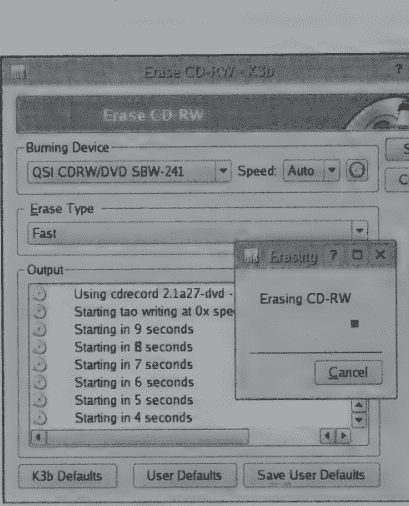 Erase CD-RW - K3b
?
Erase CD-RW
Burning Device
QSI CDRW/DVD SBW-241
Speed:
Auto
Erase Type
Fast
Erasing ?
Output
Using cdrecord 2.1a27-dvd -
Starting tao writing at 0x spe
Starting in 9 seconds
Starting in 8 seconds
Starting in 7 seconds
Starting in 6 seconds
Starting in 5 seconds
Starting in 4 seconds
Erasing CD-RW
Cancel
K3b Defaults
User Defaults
Save User Defaults